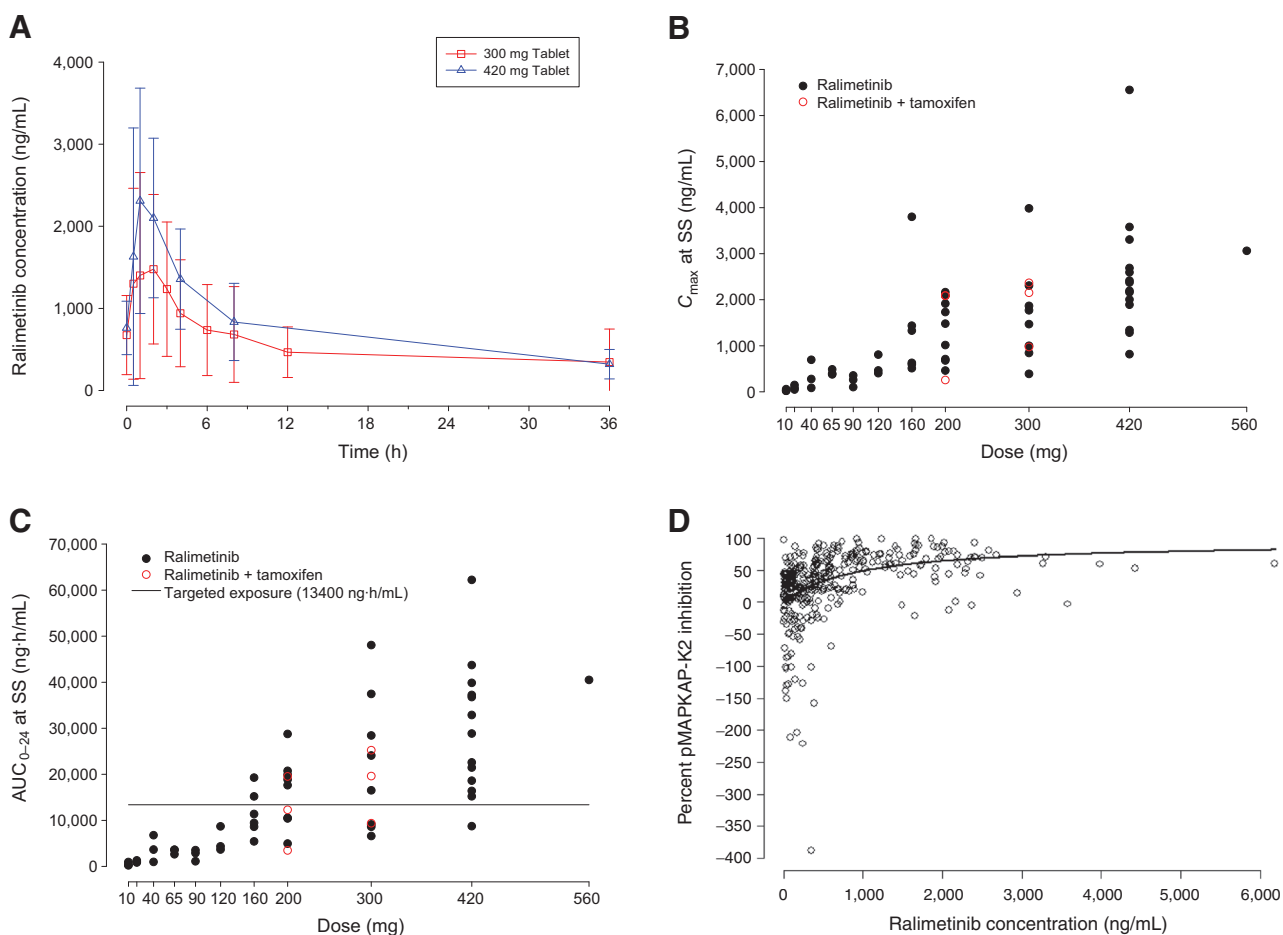 A
300 mg Tablet
420 mg Tablet
4,000
3,000
2,000
1,000
0
Ralimetinib concentration (ng/mL)
0 6 12 18 24 30 36
Time (h)
B
Ralimetinib
Ralimetinib + tamoxifen
7,000
6,000
5,000
4,000
3,000
2,000
1,000
0
Cmax at SS (ng/mL)
10 40 65 90 120 160 200 300 420 560
Dose (mg)
C
Ralimetinib
Ralimetinib + tamoxifen
Targeted exposure (13400 ng·h/mL)
70,000
60,000
50,000
40,000
30,000
20,000
10,000
0
AUC0–24 at SS (ng·h/mL)
10 40 65 90 120 160 200 300 420 560
Dose (mg)
D
100
50
0
−50
−100
−150
−200
−250
−300
−350
−400
Percent pMAPKAP-K2 inhibition
0 1,000 2,000 3,000 4,000 5,000 6,000
Ralimetinib concentration (ng/mL)